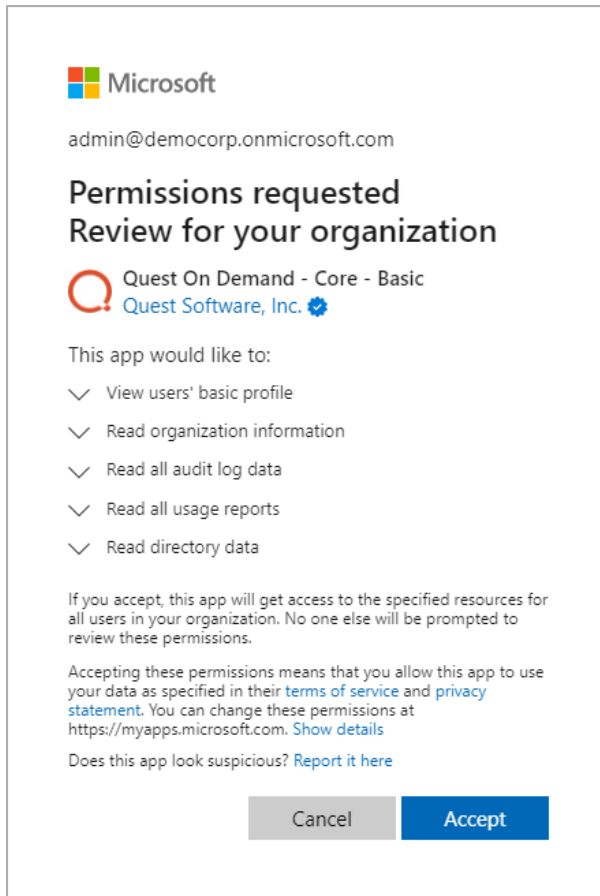 Microsoft
admin@democorp.onmicrosoft.com
Permissions requested
Review for your organization
Quest On Demand - Core - Basic
Quest Software, Inc.
This app would like to:
View users' basic profile
Read organization information
Read all audit log data
Read all usage reports
Read directory data
If you accept, this app will get access to the specified resources for
all users in your organization. No one else will be prompted to
review these permissions.
Accepting these permissions means that you allow this app to use
your data as specified in their terms of service and privacy
statement. You can change these permissions at
https://myapps.microsoft.com. Show details
Does this app look suspicious? Report it here
Cancel
Accept